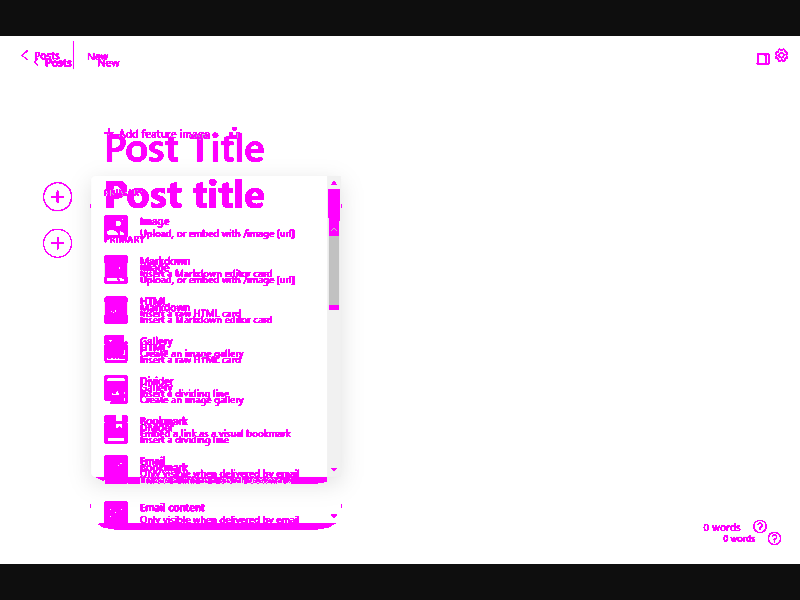 Posts New
Posts New
Add feature image
Post Title
Post title
PRIMARY
Image
Upload, or embed with /image [url]
PRIMARY
Markdown
Image
Insert a Markdown editor card
Upload, or embed with /image [url]
HTML
Markdown
Insert a raw HTML card
Insert a Markdown editor card
Gallery
HTML
Create an image gallery
Insert a raw HTML card
Divider
Gallery
Insert a dividing line
Create an image gallery
Bookmark
Divider
Embed a link as a visual bookmark
Insert a dividing line
Email
Bookmark
Only visible when delivered by email
Email content
Only visible when delivered by email
0 words
0 words